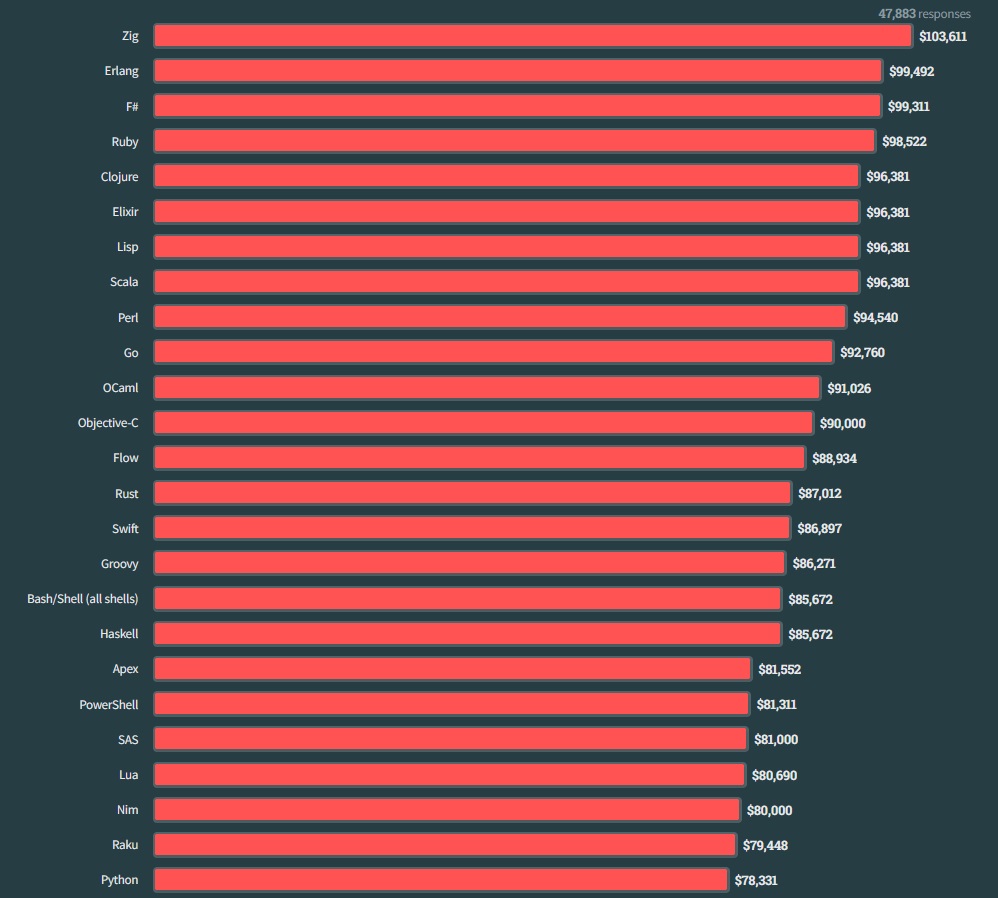 47,883 responses
Zig $103,611
Erlang $99,492
F# $99,311
Ruby $98,522
Clojure $96,381
Elixir $96,381
Lisp $96,381
Scala $96,381
Perl $94,540
Go $92,760
OCaml $91,026
Objective-C $90,000
Flow $88,934
Rust $87,012
Swift $86,897
Groovy $86,271
Bash/Shell (all shells) $85,672
Haskell $85,672
Apex $81,552
PowerShell $81,311
SAS $81,000
Lua $80,690
Nim $80,000
Raku $79,448
Python $78,331